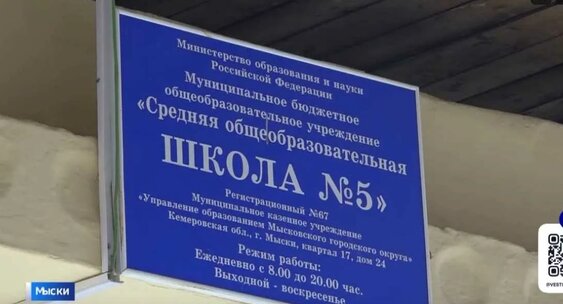 Министерство образования и науки
Российской Федерации
Муниципальное бюджетное
общеобразовательное учреждение
«Средняя общеобразовательная
ШКОЛА №5»
Регистрационный №67
Муниципальное казенное учреждение
«Управление образованием Мысковского городского округа»
Кемеровская обл., г. Мыски, квартал 17, дом 24
Режим работы:
Ежедневно с 8.00 до 20.00 час.
Выходной - воскресенье
Мыски